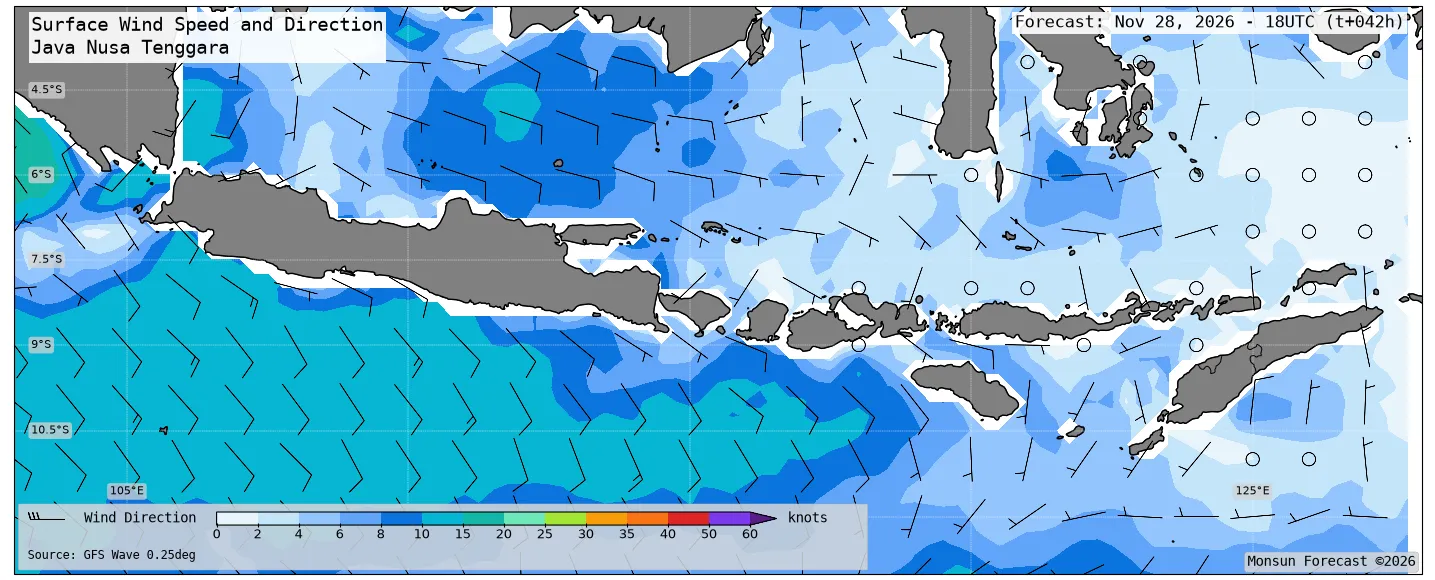 Surface Wind Speed and Direction
Java Nusa Tenggara
Forecast: Nov 28, 2026 - 18UTC (t+042h)
4.5°S
6°S
7.5°S
9°S
10.5°S
105°E
125°E
Wind Direction
knots
0 2 4 6 8 10 15 20 25 30 35 40 50 60
Source: GFS Wave 0.25deg
Monsun Forecast ©2026